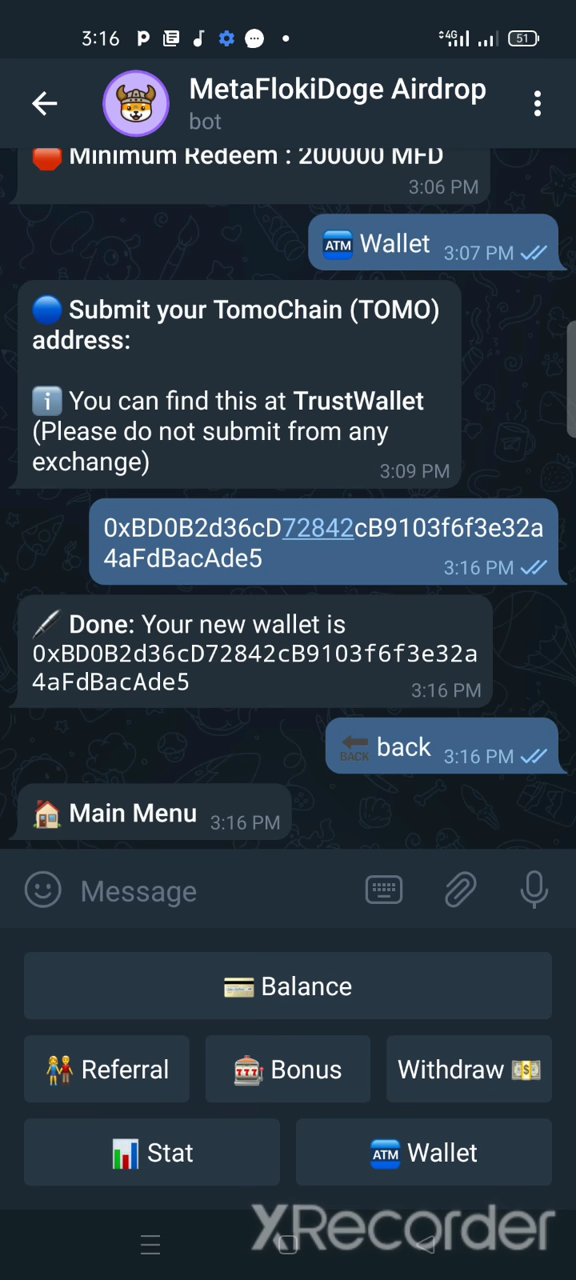 3:16
4G
51
MetaFlokiDoge Airdrop
bot
Minimum Redeem : 200000 MFD
3:06 PM
ATM Wallet 3:07 PM
Submit your TomoChain (TOMO)
address:
You can find this at TrustWallet
(Please do not submit from any
exchange)
3:09 PM
0xBD0B2d36cD72842cB9103f6f3e32a
4aFdBacAde5
3:16 PM
Done: Your new wallet is
0xBD0B2d36cD72842cB9103f6f3e32a
4aFdBacAde5
3:16 PM
BACK back 3:16 PM
Main Menu 3:16 PM
Message
Balance
Referral
Bonus
Withdraw
Stat
ATM Wallet
XRecorder